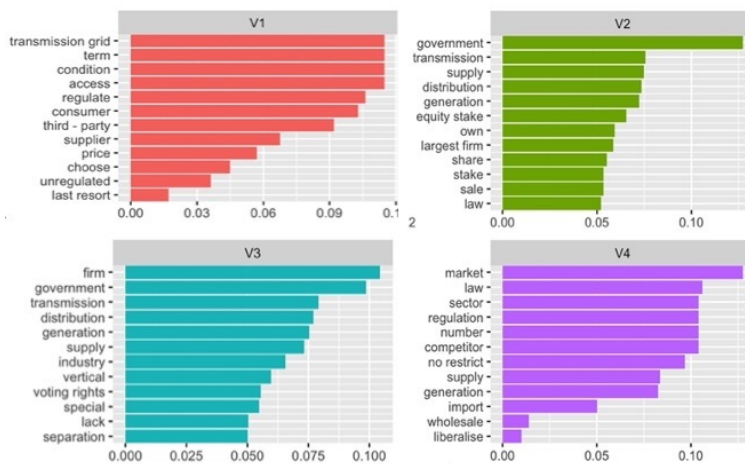 V1
transmission grid
term
condition
access
regulate
consumer
third - party
supplier
price
choose
unregulated
last resort
0.00 0.03 0.06 0.09 0.1
2
V2
government
transmission
supply
distribution
generation
equity stake
own
largest firm
share
stake
sale
law
0.00 0.05 0.10
V3
firm
government
transmission
distribution
generation
supply
industry
vertical
voting rights
special
lack
separation
0.000 0.025 0.050 0.075 0.100
V4
market
law
sector
regulation
number
competitor
no restrict
supply
generation
import
wholesale
liberalise
0.00 0.05 0.10